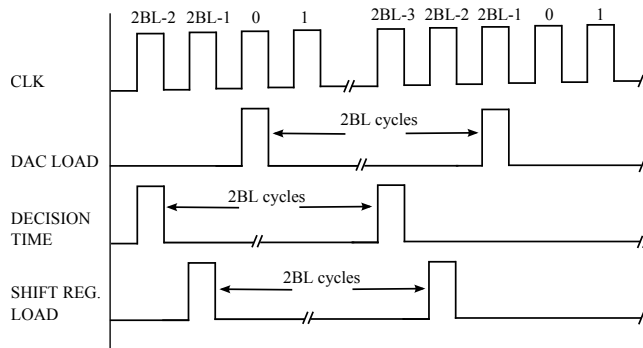 2BL-2 2BL-1 0 1 2BL-3 2BL-2 2BL-1 0 1
CLK
2BL cycles
DAC LOAD
2BL cycles
DECISION
TIME
2BL cycles
SHIFT REG.
LOAD